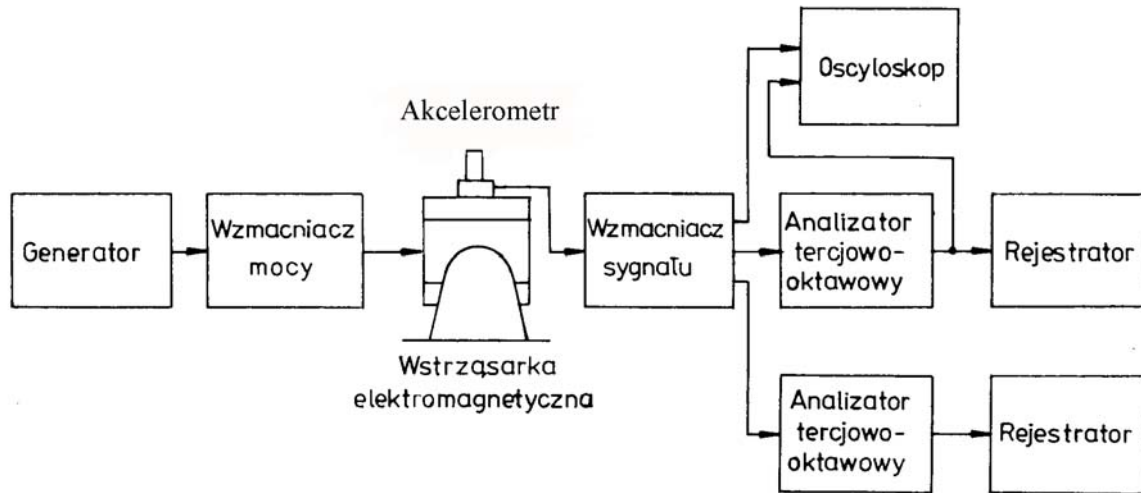 Oscyloskop
Akcelerometr
Generator
Wzmacniacz
mocy
Wzmacniacz
sygnału
Analizator
tercjowo-
oktawowy
Rejestrator
Wstrząsarka
elektromagnetyczna
Analizator
tercjowo-
oktawowy
Rejestrator